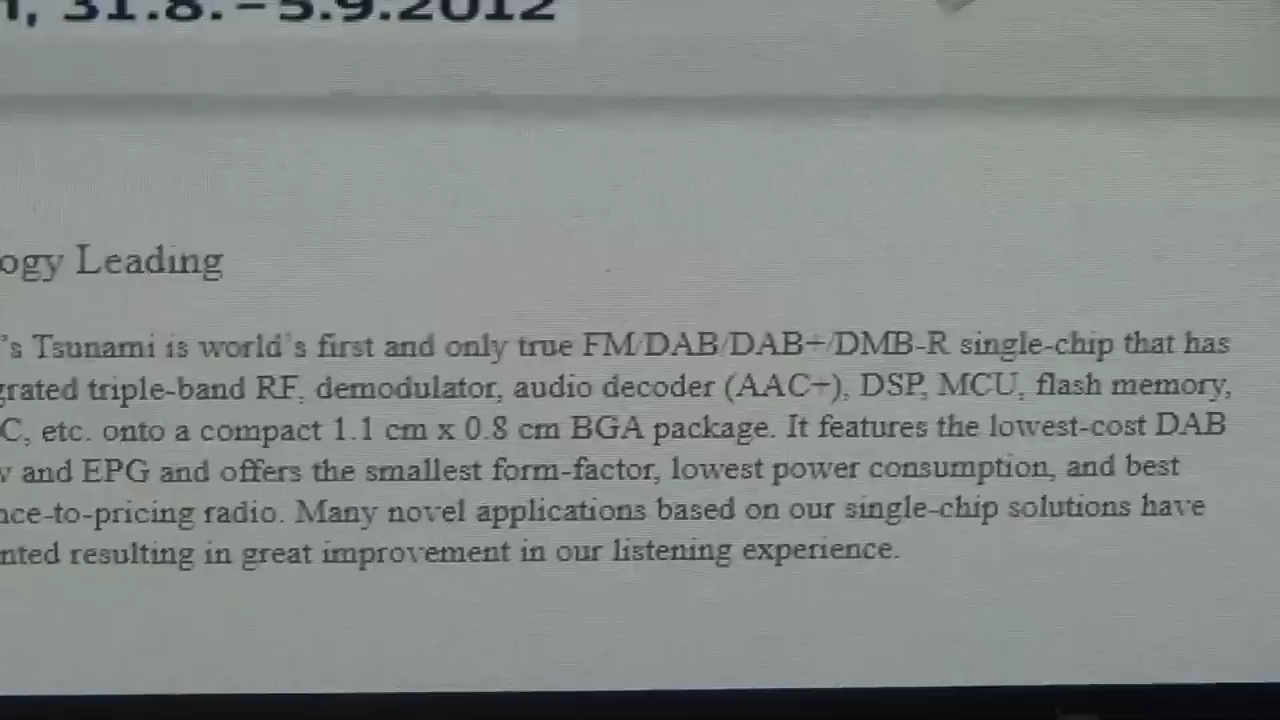 31.8.–5.9.2012
Leading
's Tsunami is world's first and only true FM/DAB/DAB+/DMB-R single-chip that has
triple-band RF, demodulator, audio decoder (AAC+), DSP, MCU, flash memory,
etc. onto a compact 1.1 cm x 0.8 cm BGA package. It features the lowest-cost DAB
and EPG and offers the smallest form-factor, lowest power consumption, and best
-to-pricing radio. Many novel applications based on our single-chip solutions have
resulting in great improvement in our listening experience.